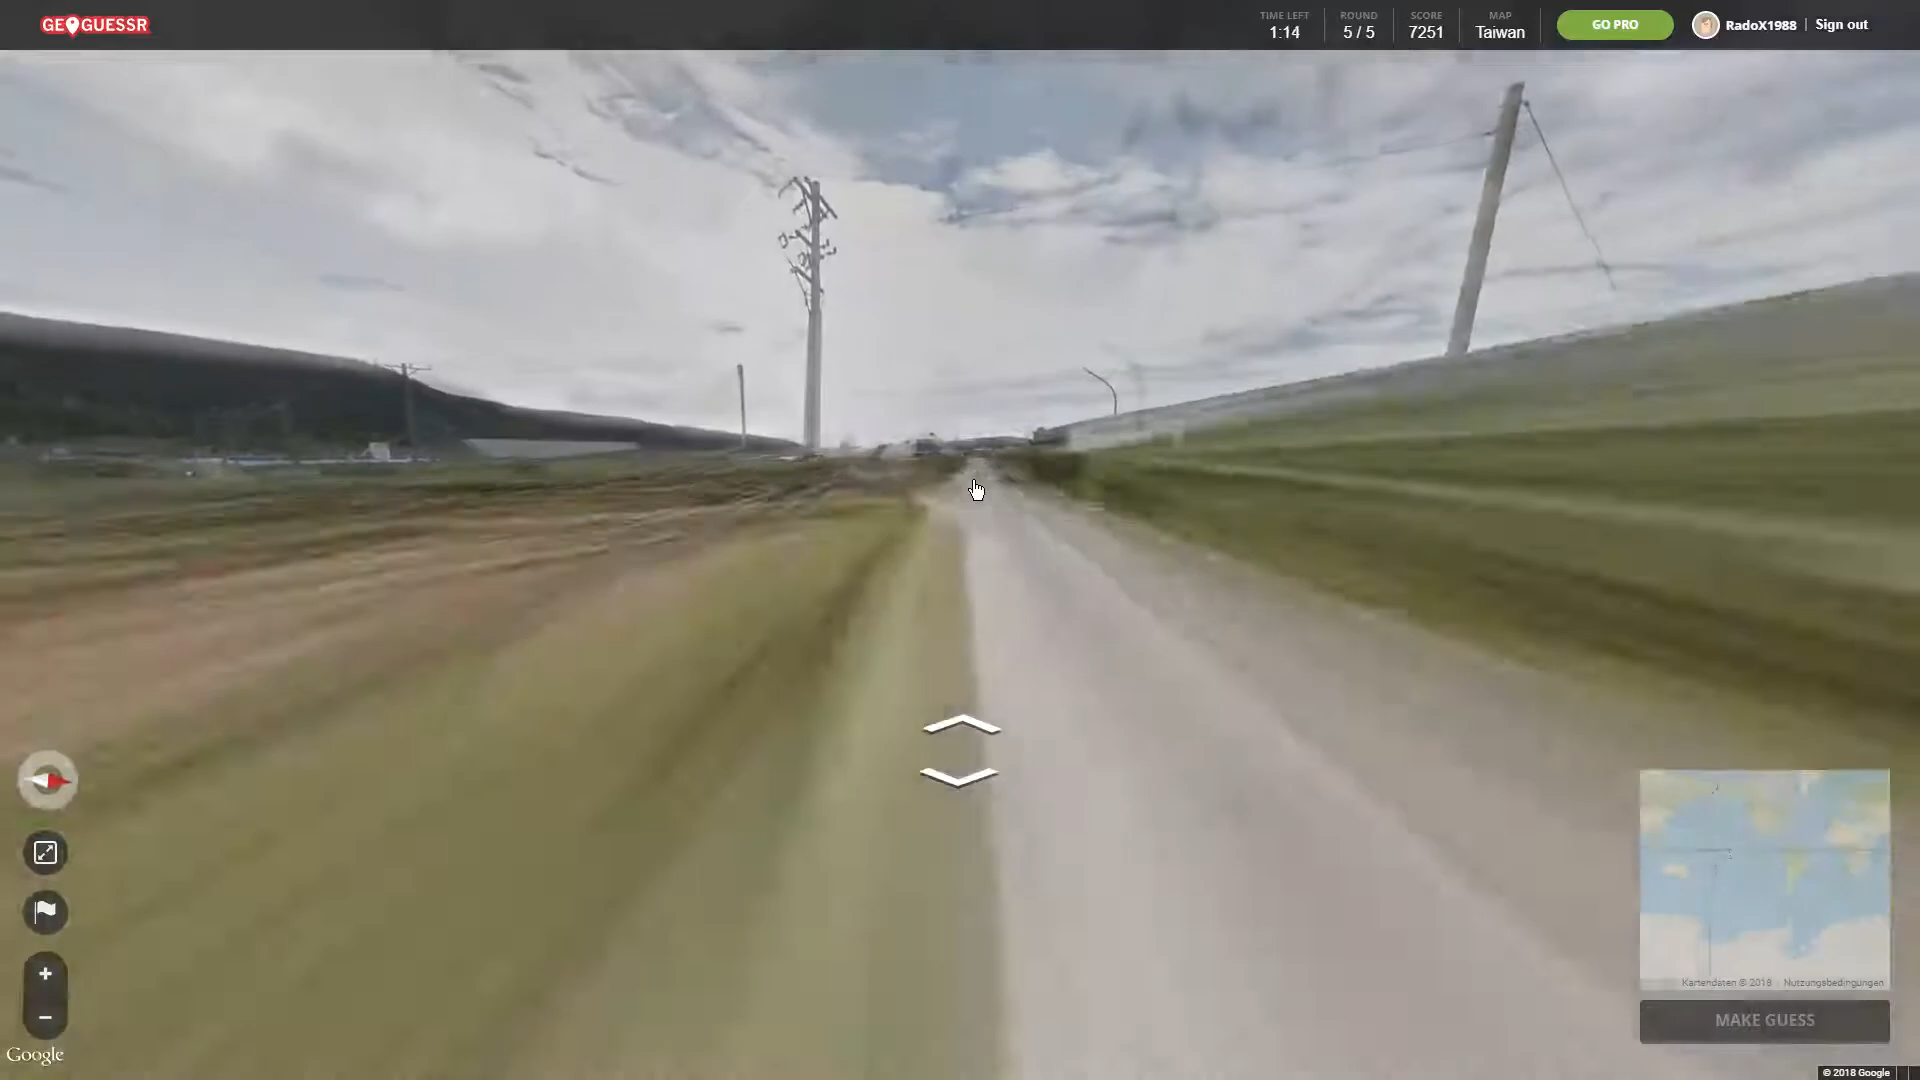 GEOGUESSR
TIME LEFT
1:14
ROUND
5 / 5
SCORE
7251
MAP
Taiwan
GO PRO
RadoX1988
Sign out
Kartendaten © 2018
Nutzungsbedingungen
MAKE GUESS
Google
© 2018 Google